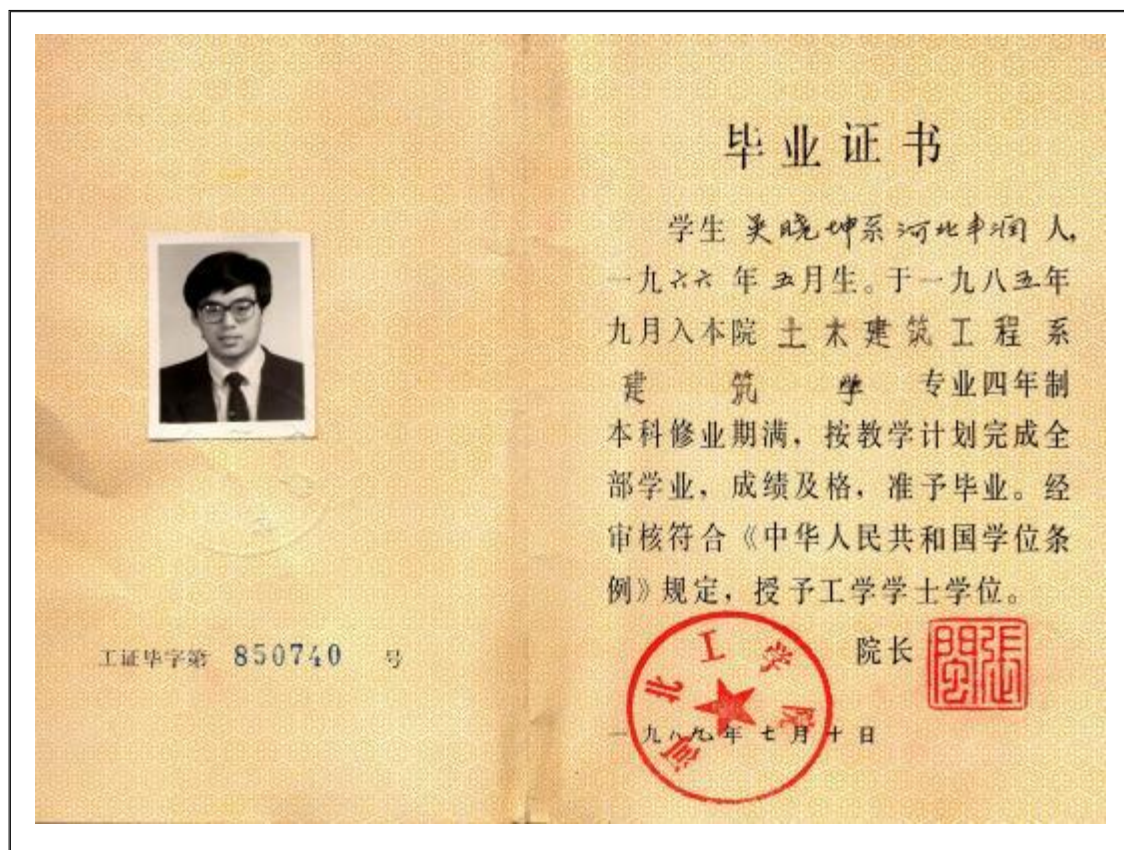 工证毕字第 850740 号
毕业证书
学生 吴晓坤系河北丰润 人,
一九六六 年 五月生。于一九八五年
九月入本院 土木建筑工程系
建筑学 专业四年制
本科修业期满，按教学计划完成全
部学业，成绩及格，准予毕业。经
审核符合《中华人民共和国学位条
例》规定，授予工学学士学位。
院长
張閩
河北工学院
一九八九年七月十日